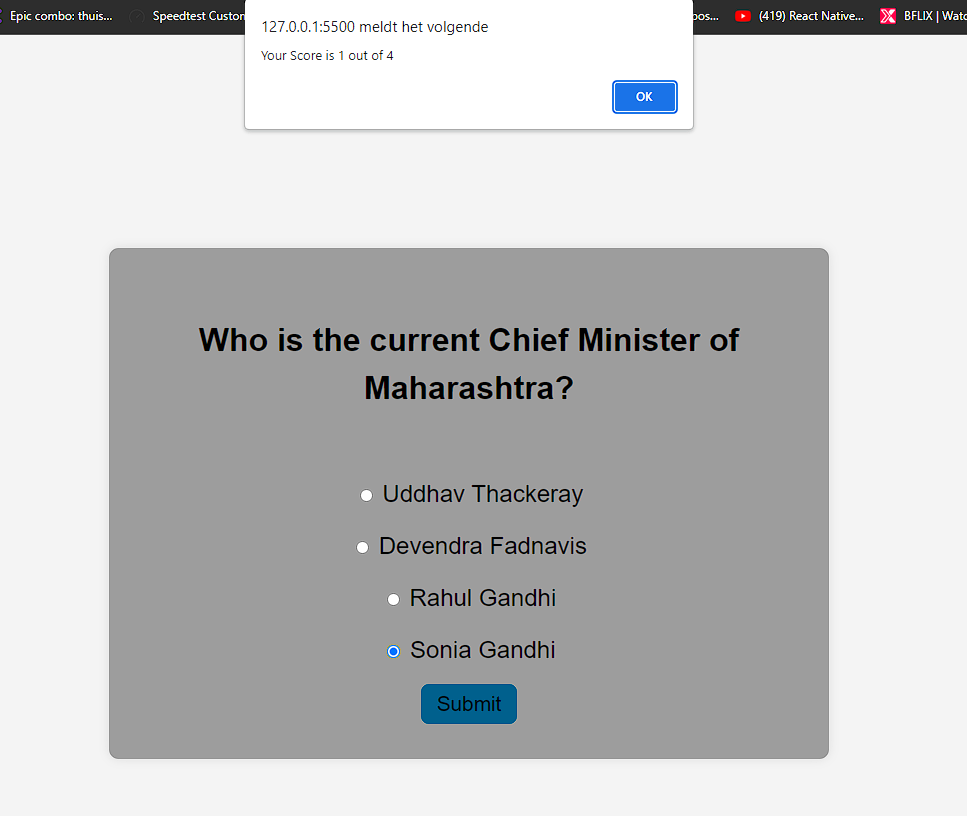 Epic combo: thuis... Speedtest Custom pos... (419) React Native... BFLIX | Watc
127.0.0.1:5500 meldt het volgende
Your Score is 1 out of 4
OK
Who is the current Chief Minister of
Maharashtra?
Uddhav Thackeray
Devendra Fadnavis
Rahul Gandhi
Sonia Gandhi
Submit